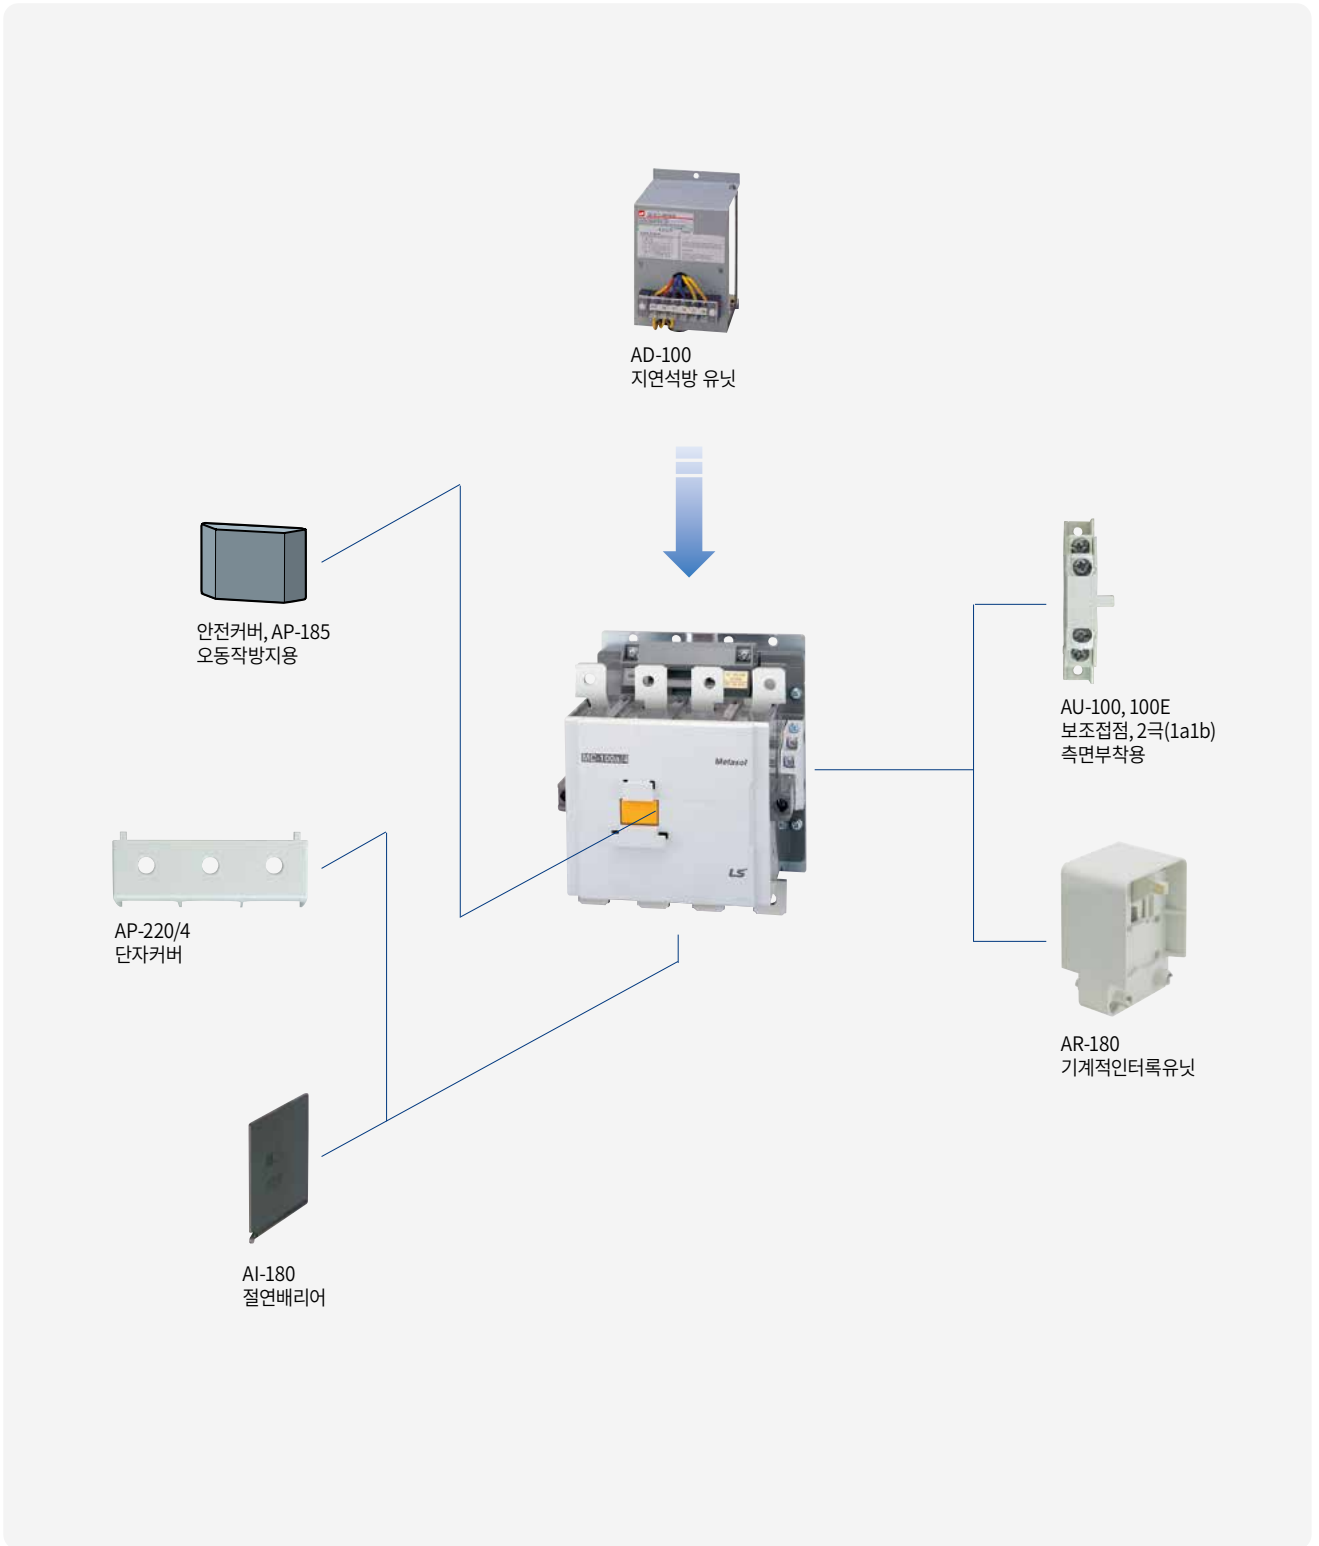 AD-100
지연석방 유닛
안전커버, AP-185
오동작방지용
AU-100, 100E
보조접점, 2극(1a1b)
측면부착용
MC-100a/4
Metasol
LS
AP-220/4
단자커버
AR-180
기계적인터록유닛
AI-180
절연배리어